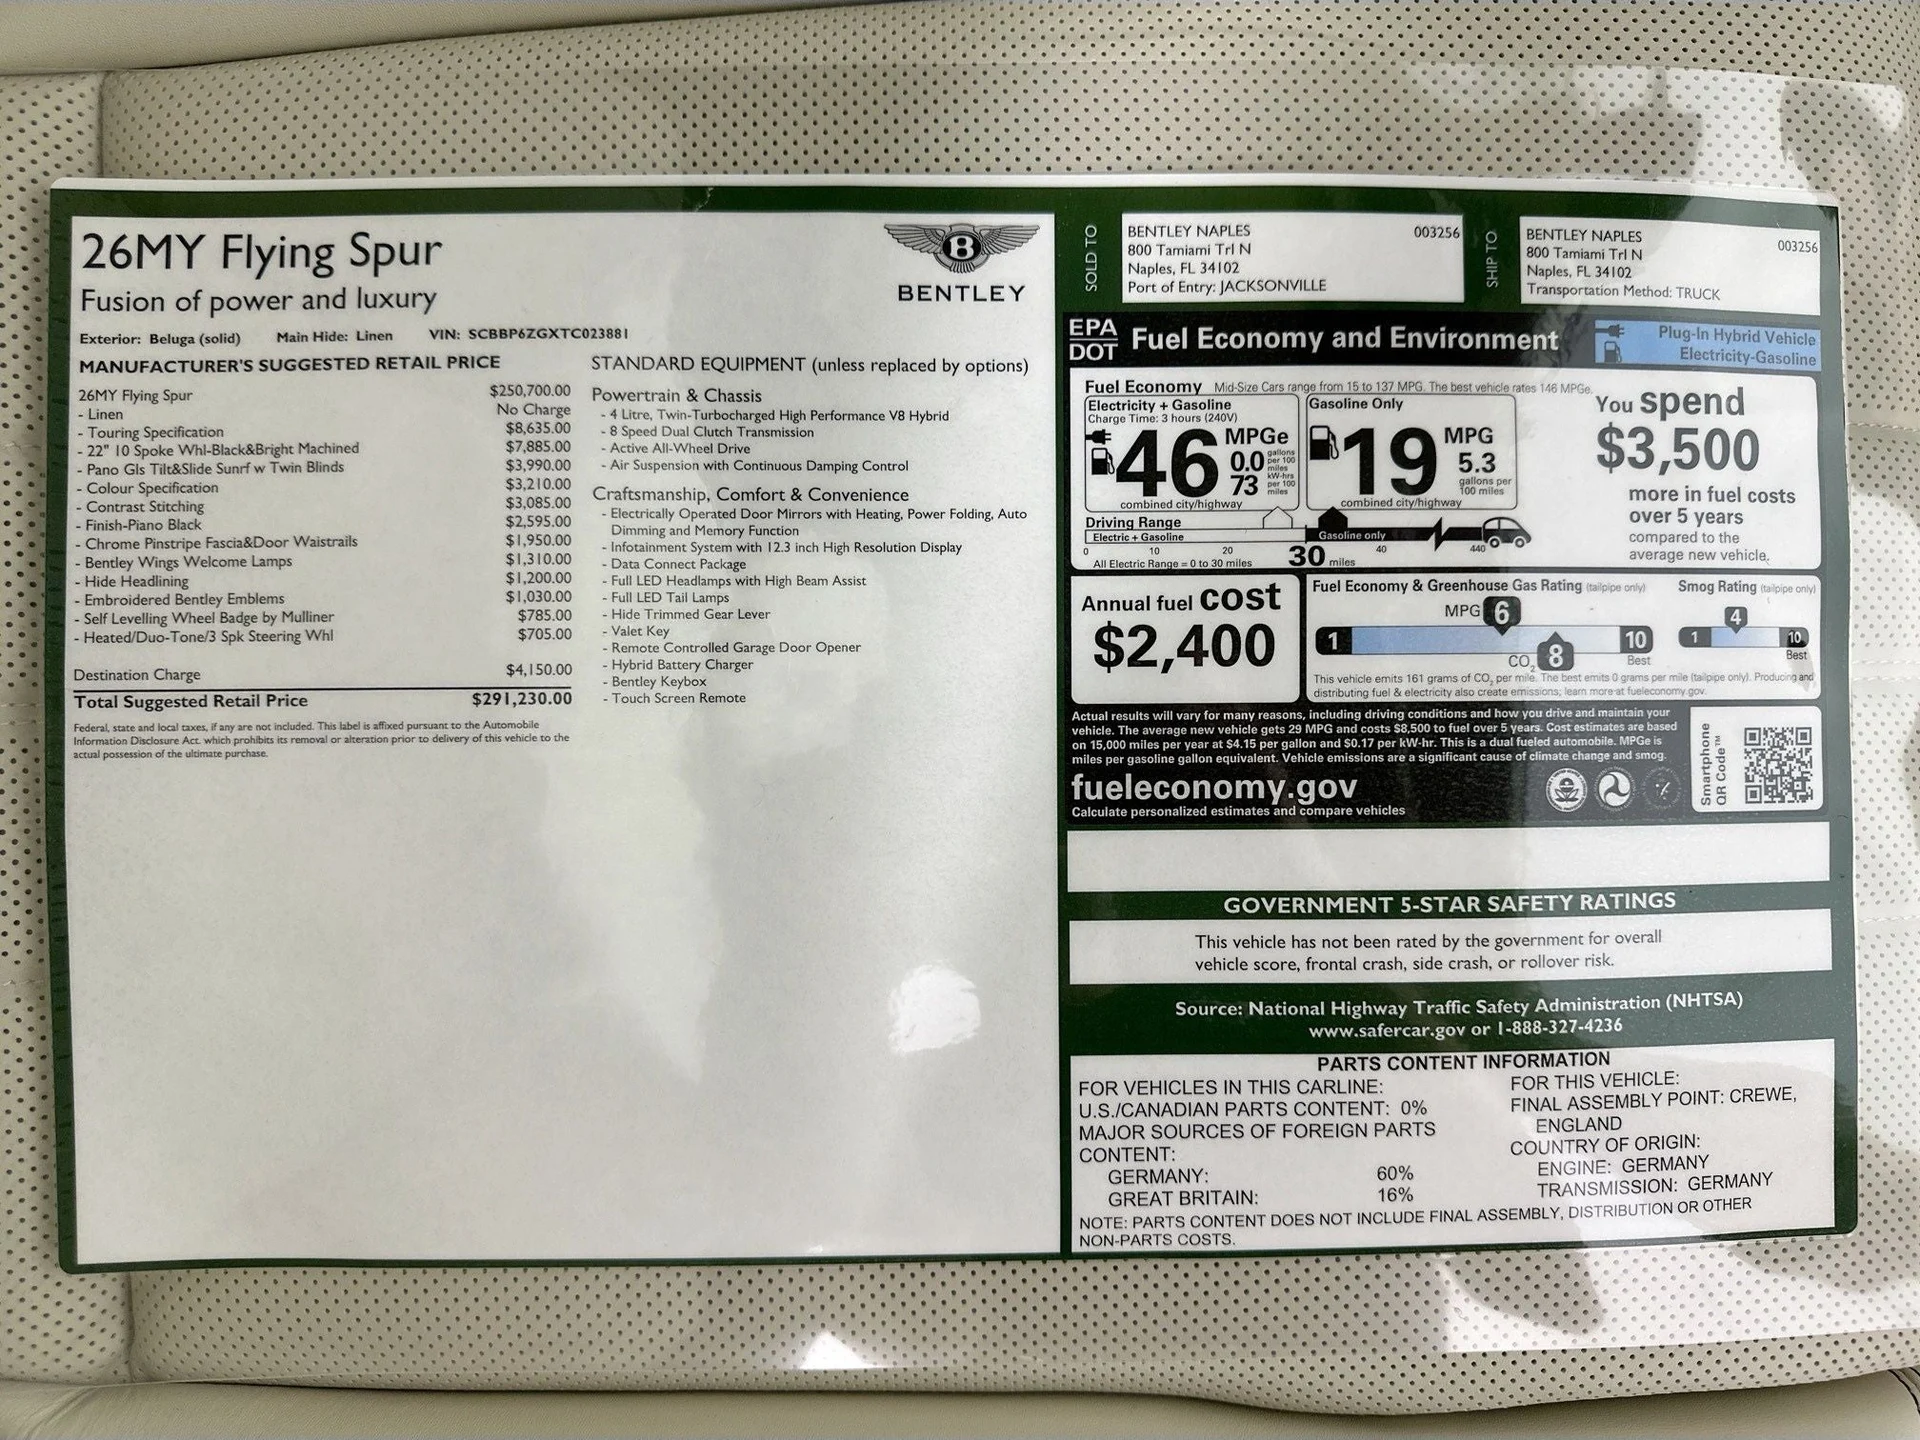 26MY Flying Spur
Fusion of power and luxury
B
BENTLEY
Exterior: Beluga (solid) Main Hide: Linen VIN: SCBBP6ZGXTC023881
MANUFACTURER'S SUGGESTED RETAIL PRICE
26MY Flying Spur $250,700.00
- Linen No Charge
- Touring Specification $8,635.00
- 22" 10 Spoke Whl-Black&Bright Machined $7,885.00
- Pano Gls Tilt&Slide Sunrf w Twin Blinds $3,990.00
- Colour Specification $3,210.00
- Contrast Stitching $3,085.00
- Finish-Piano Black $2,595.00
- Chrome Pinstripe Fascia&Door Waistrails $1,950.00
- Bentley Wings Welcome Lamps $1,310.00
- Hide Headlining $1,200.00
- Embroidered Bentley Emblems $1,030.00
- Self Levelling Wheel Badge by Mulliner $785.00
- Heated/Duo-Tone/3 Spk Steering Whl $705.00
Destination Charge $4,150.00
Total Suggested Retail Price $291,230.00
Federal, state and local taxes, if any are not included. This label is affixed pursuant to the Automobile
Information Disclosure Act. which prohibits its removal or alteration prior to delivery of this vehicle to the
actual possession of the ultimate purchase.
STANDARD EQUIPMENT (unless replaced by options)
Powertrain & Chassis
- 4 Litre, Twin-Turbocharged High Performance V8 Hybrid
- 8 Speed Dual Clutch Transmission
- Active All-Wheel Drive
- Air Suspension with Continuous Damping Control
Craftsmanship, Comfort & Convenience
- Electrically Operated Door Mirrors with Heating, Power Folding, Auto
Dimming and Memory Function
- Infotainment System with 12.3 inch High Resolution Display
- Data Connect Package
- Full LED Headlamps with High Beam Assist
- Full LED Tail Lamps
- Hide Trimmed Gear Lever
- Valet Key
- Remote Controlled Garage Door Opener
- Hybrid Battery Charger
- Bentley Keybox
- Touch Screen Remote
SOLD TO
BENTLEY NAPLES 003256
800 Tamiami Trl N
Naples, FL 34102
Port of Entry: JACKSONVILLE
SHIP TO
BENTLEY NAPLES 003256
800 Tamiami Trl N
Naples, FL 34102
Transportation Method: TRUCK
EPA
DOT
Fuel Economy and Environment
Plug-In Hybrid Vehicle
Electricity-Gasoline
Fuel Economy Mid-Size Cars range from 15 to 137 MPG. The best vehicle rates 146 MPGe.
Electricity + Gasoline
Charge Time: 3 hours (240V)
46 MPGe
0.0 gallons per 100 miles
73 kW-hrs per 100 miles
combined city/highway
Gasoline Only
19 MPG
5.3
gallons per
100 miles
combined city/highway
You spend
$3,500
more in fuel costs
over 5 years
compared to the
average new vehicle.
Driving Range
Electric + Gasoline Gasoline only
0 10 20 30 miles 40 440
All Electric Range = 0 to 30 miles
Annual fuel cost
$2,400
Fuel Economy & Greenhouse Gas Rating (tailpipe only)
MPG 6
1 10
CO2 8 Best
Smog Rating (tailpipe only)
4
1 10
Best
This vehicle emits 161 grams of CO2 per mile. The best emits 0 grams per mile (tailpipe only). Producing and
distributing fuel & electricity also create emissions; learn more at fueleconomy.gov.
Actual results will vary for many reasons, including driving conditions and how you drive and maintain your
vehicle. The average new vehicle gets 29 MPG and costs $8,500 to fuel over 5 years. Cost estimates are based
on 15,000 miles per year at $4.15 per gallon and $0.17 per kW-hr. This is a dual fueled automobile. MPGe is
miles per gasoline gallon equivalent. Vehicle emissions are a significant cause of climate change and smog.
fueleconomy.gov
Calculate personalized estimates and compare vehicles
Smartphone
QR Code™
GOVERNMENT 5-STAR SAFETY RATINGS
This vehicle has not been rated by the government for overall
vehicle score, frontal crash, side crash, or rollover risk.
Source: National Highway Traffic Safety Administration (NHTSA)
www.safercar.gov or 1-888-327-4236
PARTS CONTENT INFORMATION
FOR VEHICLES IN THIS CARLINE:
U.S./CANADIAN PARTS CONTENT: 0%
MAJOR SOURCES OF FOREIGN PARTS
CONTENT:
GERMANY: 60%
GREAT BRITAIN: 16%
FOR THIS VEHICLE:
FINAL ASSEMBLY POINT: CREWE,
ENGLAND
COUNTRY OF ORIGIN:
ENGINE: GERMANY
TRANSMISSION: GERMANY
NOTE: PARTS CONTENT DOES NOT INCLUDE FINAL ASSEMBLY, DISTRIBUTION OR OTHER
NON-PARTS COSTS.